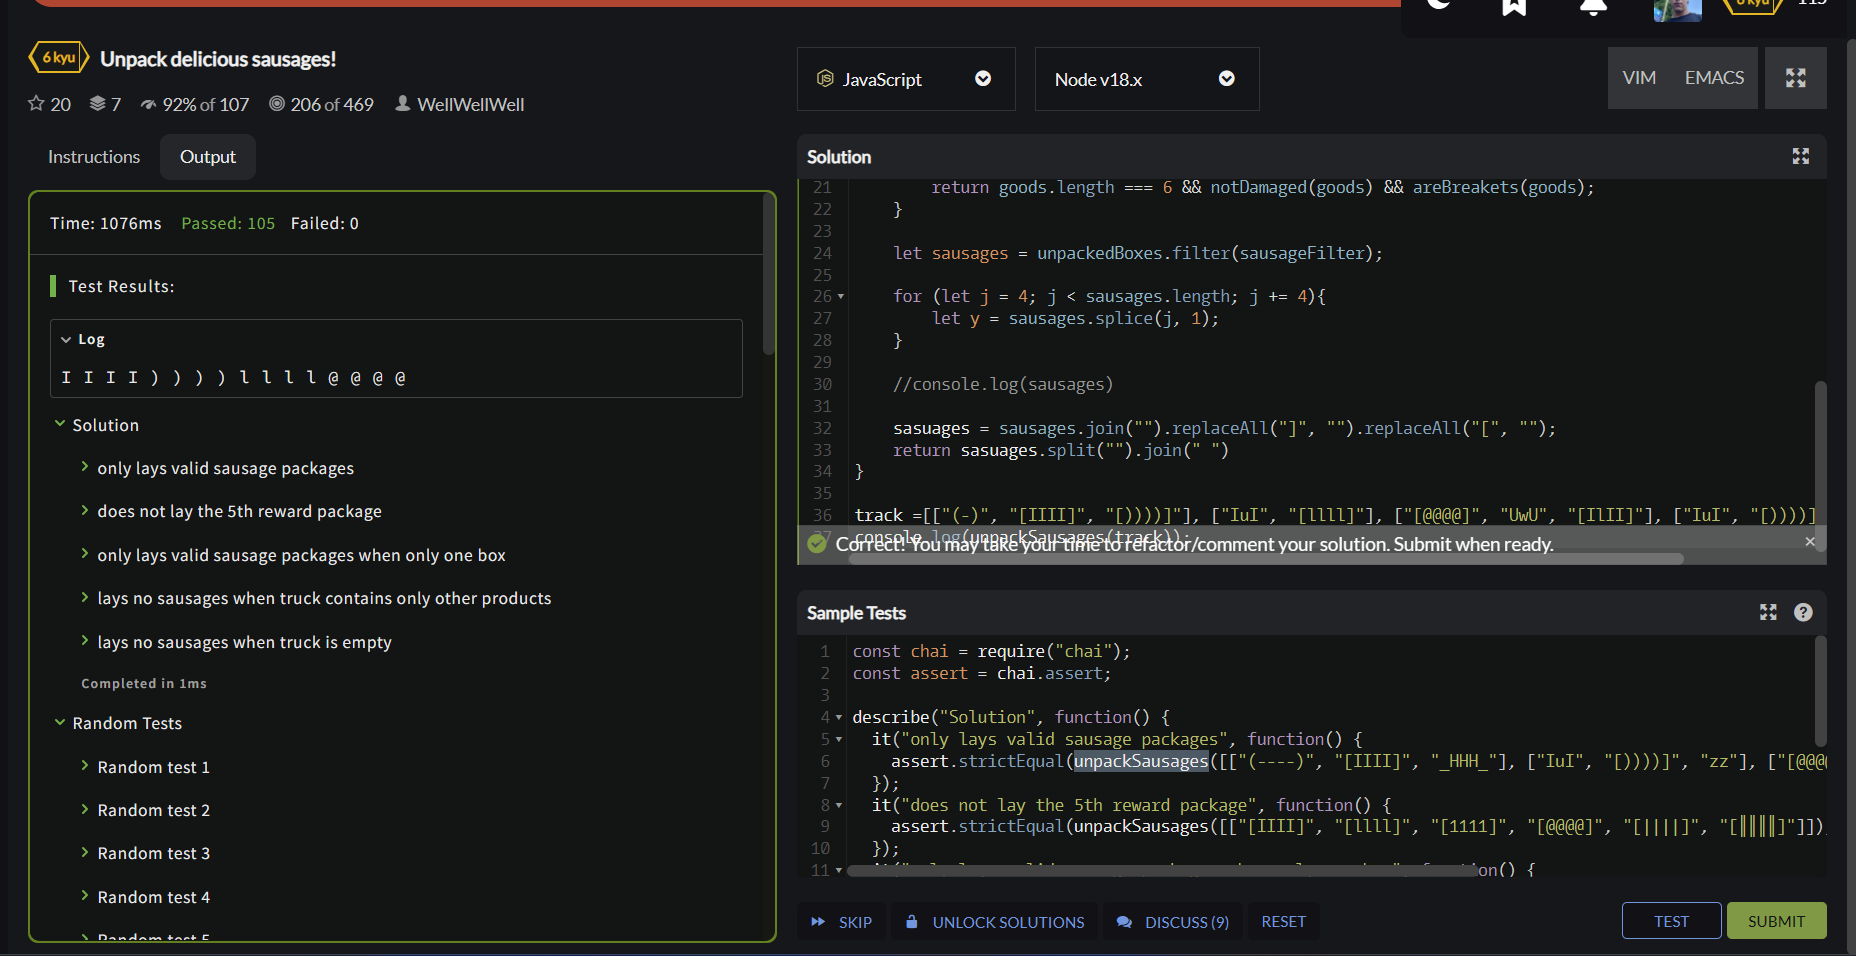 6 kyu Unpack delicious sausages!
20 7 92% of 107 206 of 469 WellWellWell
Instructions Output
Time: 1076ms Passed: 105 Failed: 0
Test Results:
Log
I I I I ) ) ) ) l l l l @ @ @ @
Solution
only lays valid sausage packages
does not lay the 5th reward package
only lays valid sausage packages when only one box
lays no sausages when truck contains only other products
lays no sausages when truck is empty
Completed in 1ms
Random Tests
Random test 1
Random test 2
Random test 3
Random test 4
Random test 5
6 kyu
JavaScript Node v18.x VIM EMACS
Solution
21 return goods.length === 6 && notDamaged(goods) && areBreakets(goods);
22 }
23
24 let sausages = unpackedBoxes.filter(sausageFilter);
25
26 for (let j = 4; j < sausages.length; j += 4){
27 let y = sausages.splice(j, 1);
28 }
29
30 //console.log(sausages)
31
32 sasuages = sausages.join("").replaceAll("]", "").replaceAll("[", "");
33 return sasuages.split("").join(" ")
34 }
35
36 track =[["(-)", "[IIII]", "[))))]"], ["IuI", "[llll]"], ["[@@@@]", "UwU", "[IlII]"], ["IuI", "[))))]
37 console.log(unpackSausages(track));
Correct! You may take your time to refactor/comment your solution. Submit when ready.
Sample Tests
1 const chai = require("chai");
2 const assert = chai.assert;
3
4 describe("Solution", function() {
5 it("only lays valid sausage packages", function() {
6 assert.strictEqual(unpackSausages([["(----)", "[IIII]", "_HHH_"], ["IuI", "[))))]", "zz"], ["[@@@
7 });
8 it("does not lay the 5th reward package", function() {
9 assert.strictEqual(unpackSausages([["[IIII]", "[llll]", "[1111]", "[@@@@]", "[||||]", "[‖‖‖‖]"]])
10 });
11 on() {
SKIP UNLOCK SOLUTIONS DISCUSS (9) RESET TEST SUBMIT